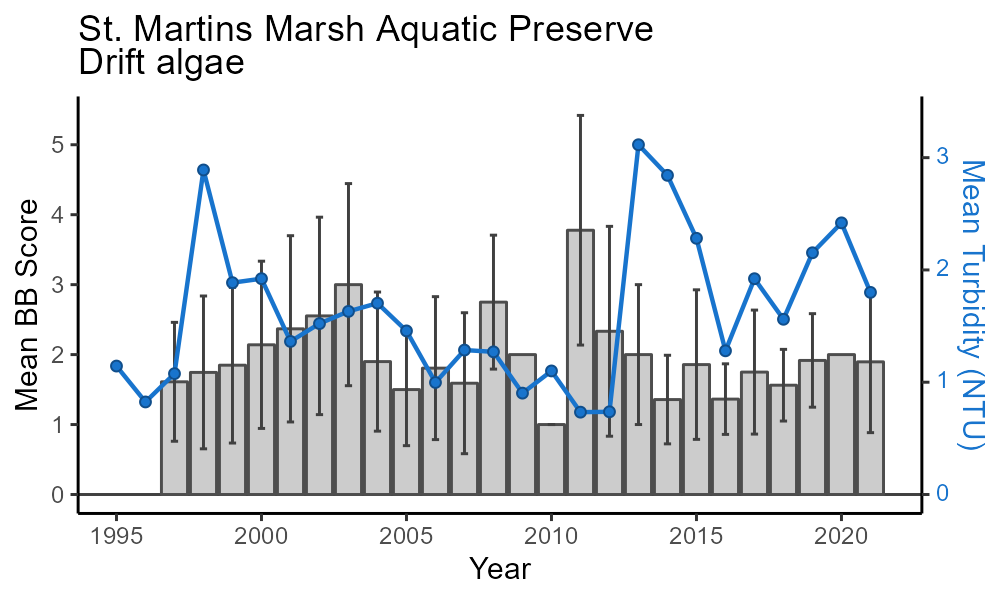 St. Martins Marsh Aquatic Preserve
Drift algae
Mean BB Score
5
4
3
2
1
0
3
2
1
0
Mean Turbidity (NTU)
1995 2000 2005 2010 2015 2020
Year